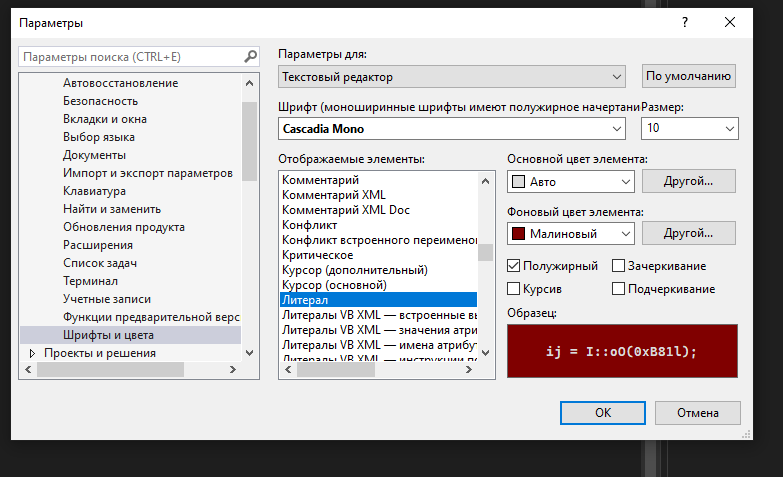 Параметры
?
Параметры поиска (CTRL+E)
Автовосстановление
Безопасность
Вкладки и окна
Выбор языка
Документы
Импорт и экспорт параметров
Клавиатура
Найти и заменить
Обновления продукта
Расширения
Список задач
Терминал
Учетные записи
Функции предварительной верс
Шрифты и цвета
Проекты и решения
Параметры для:
Текстовый редактор
По умолчанию
Шрифт (моноширинные шрифты имеют полужирное начертани
Размер:
Cascadia Mono
10
Отображаемые элементы:
Комментарий
Комментарий XML
Комментарий XML Doc
Конфликт
Конфликт встроенного переимено
Критическое
Курсор (дополнительный)
Курсор (основной)
Литерал
Литералы VB XML — встроенные вы
Литералы VB XML — значения атри
Литералы VB XML — имена атрибут
Литералы VB XML — инструкции по
Основной цвет элемента:
Авто
Другой...
Фоновый цвет элемента:
Малиновый
Другой...
Полужирный
Зачеркивание
Курсив
Подчеркивание
Образец:
ij = I::oO(0xB81l);
ОК
Отмена